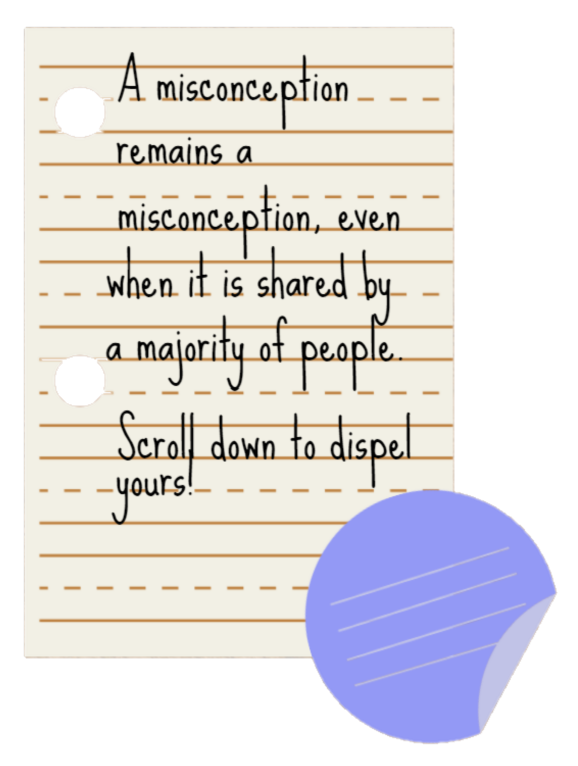 A misconception
remains a
misconception, even
when it is shared by
a majority of people.
Scroll down to dispel
yours!